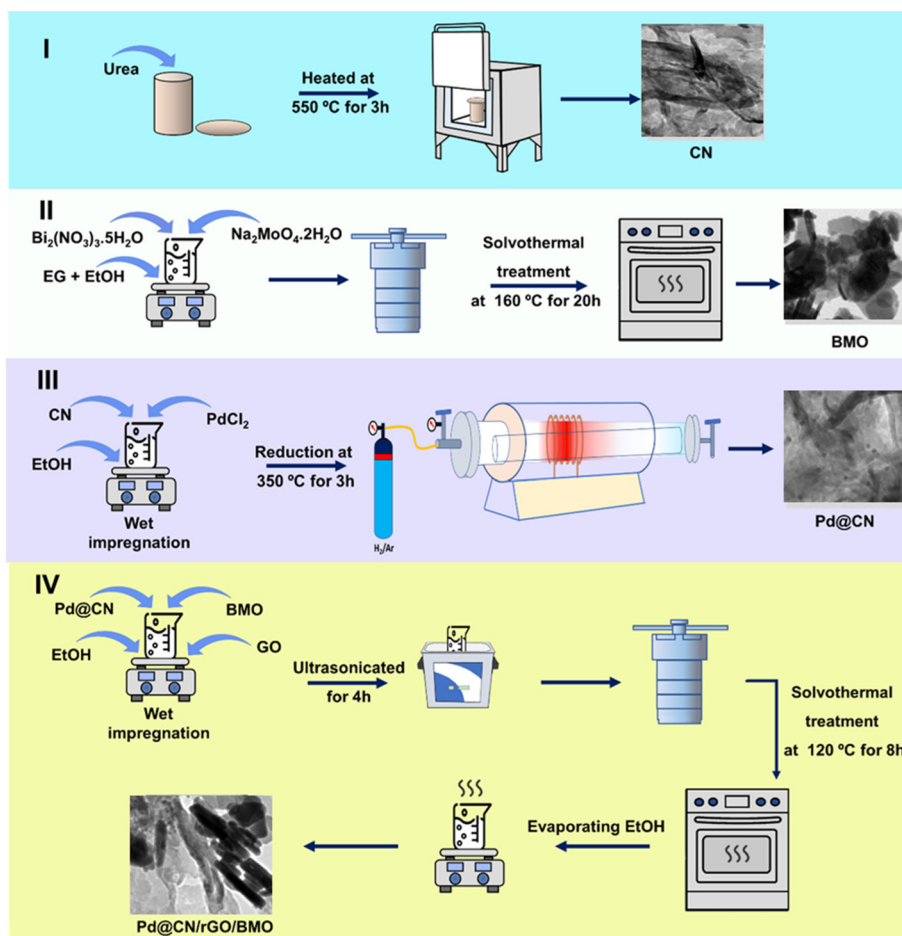 I
Urea
Heated at
550 ºC for 3h
CN
II
Bi₂(NO₃)₃.5H₂O
Na₂MoO₄.2H₂O
EG + EtOH
Solvothermal
treatment
at 160 ºC for 20h
BMO
III
CN
PdCl₂
EtOH
Wet
impregnation
Reduction at
350 ºC for 3h
H₂/Ar
Pd@CN
IV
Pd@CN
BMO
EtOH
GO
Wet
impregnation
Ultrasonicated
for 4h
Solvothermal
treatment
at 120 ºC for 8h
Evaporating EtOH
Pd@CN/rGO/BMO